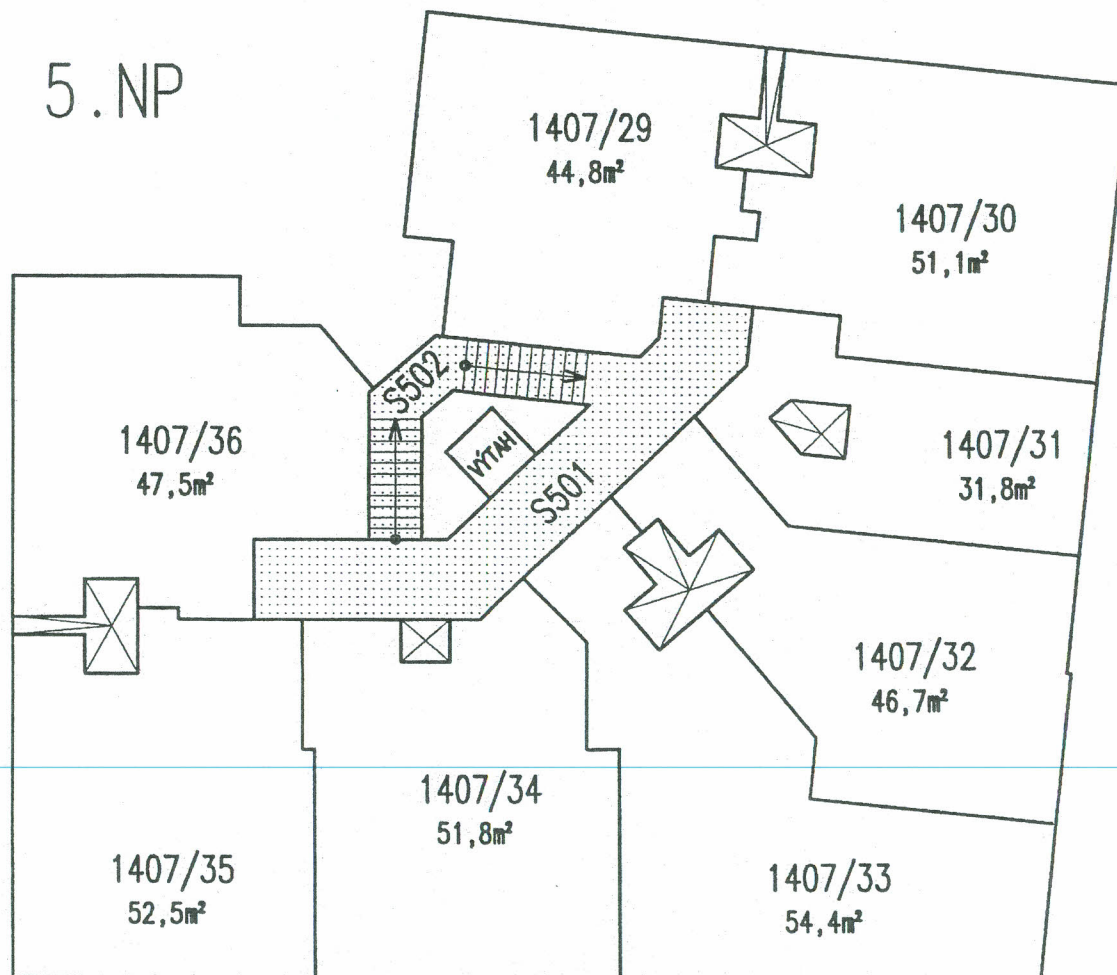 5.NP
1407/29
44,8m²
1407/30
51,1m²
1407/36
47,5m²
S502
VÝTAH
S501
1407/31
31,8m²
1407/32
46,7m²
1407/34
51,8m²
1407/35
52,5m²
1407/33
54,4m²